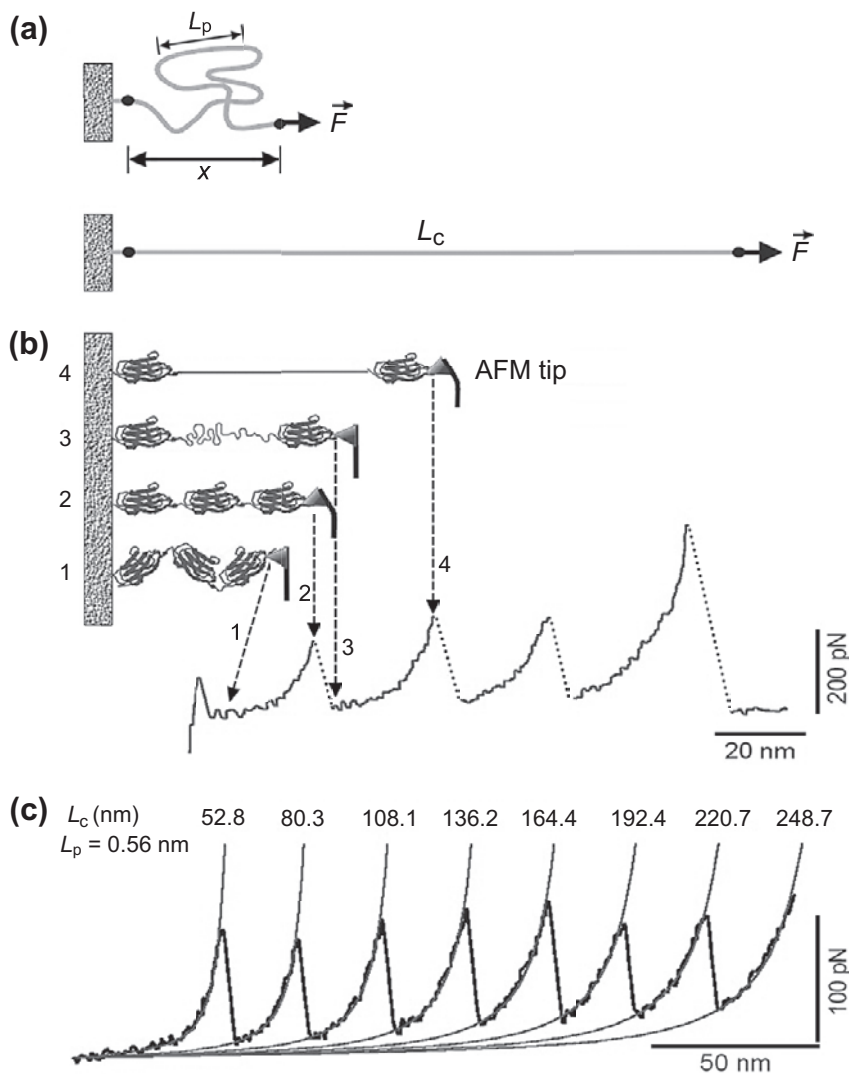 (a)
Lp
F
x
Lc
F
(b)
4
AFM tip
3
2
1
1
2
3
4
200 pN
20 nm
(c)
Lc (nm) 52.8 80.3 108.1 136.2 164.4 192.4 220.7 248.7
Lp = 0.56 nm
100 pN
50 nm